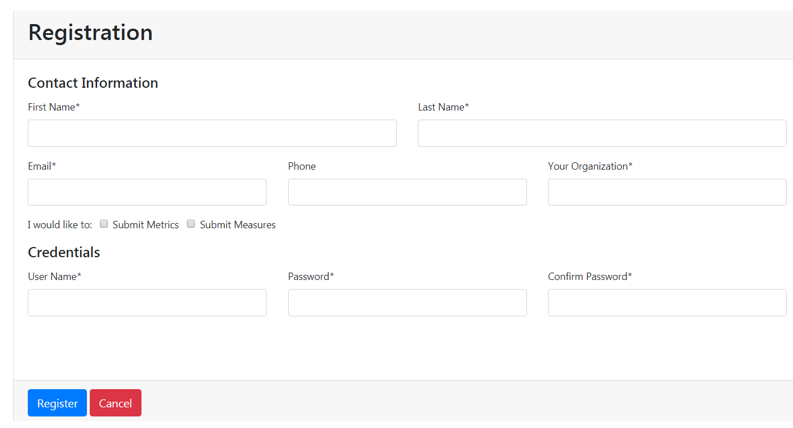 Registration
Contact Information
First Name* Last Name*
Email* Phone Your Organization*
I would like to: Submit Metrics Submit Measures
Credentials
User Name* Password* Confirm Password*
Register Cancel